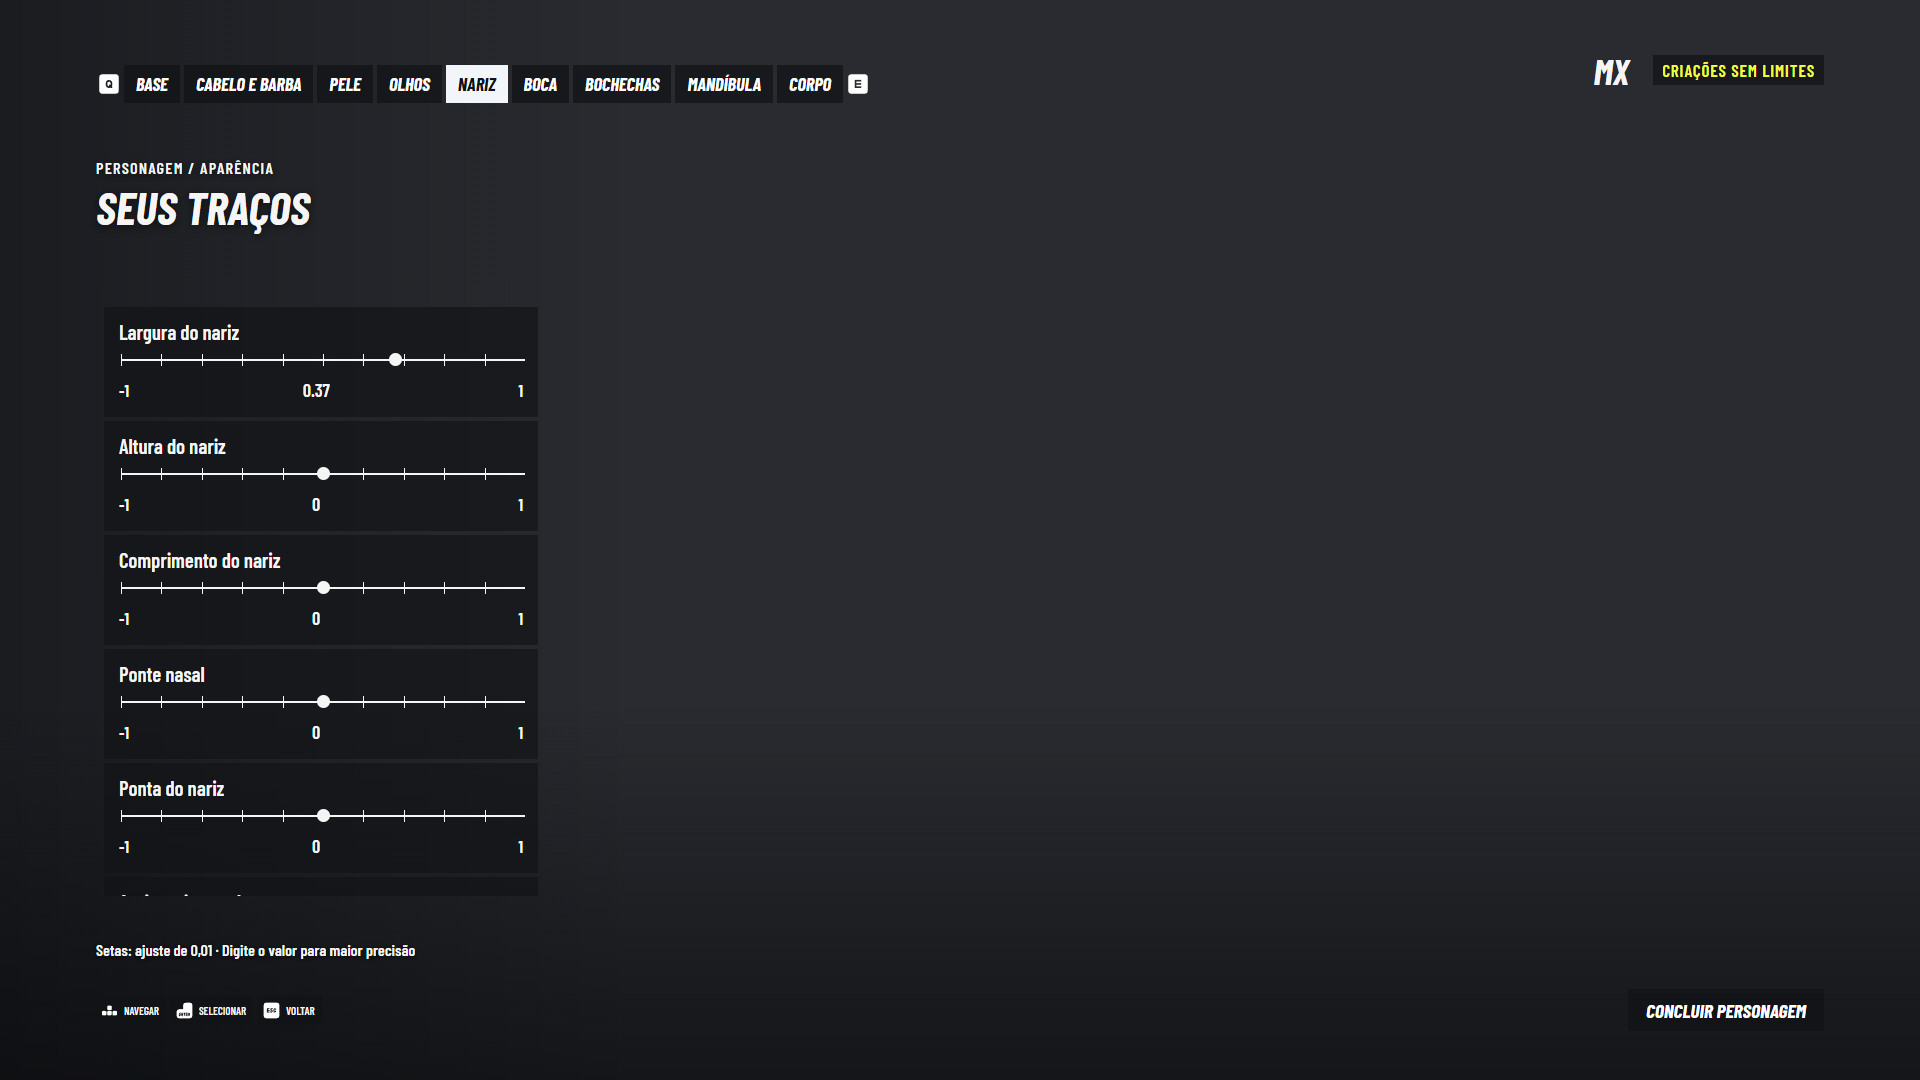 Q BASE CABELO E BARBA PELE OLHOS NARIZ BOCA BOCHECHAS MANDÍBULA CORPO E
MX CRIAÇÕES SEM LIMITES
PERSONAGEM / APARÊNCIA
SEUS TRAÇOS
Largura do nariz
-1 0.37 1
Altura do nariz
-1 0 1
Comprimento do nariz
-1 0 1
Ponte nasal
-1 0 1
Ponta do nariz
-1 0 1
Setas: ajuste de 0,01 · Digite o valor para maior precisão
NAVEGAR ENTER SELECIONAR ESC VOLTAR
CONCLUIR PERSONAGEM